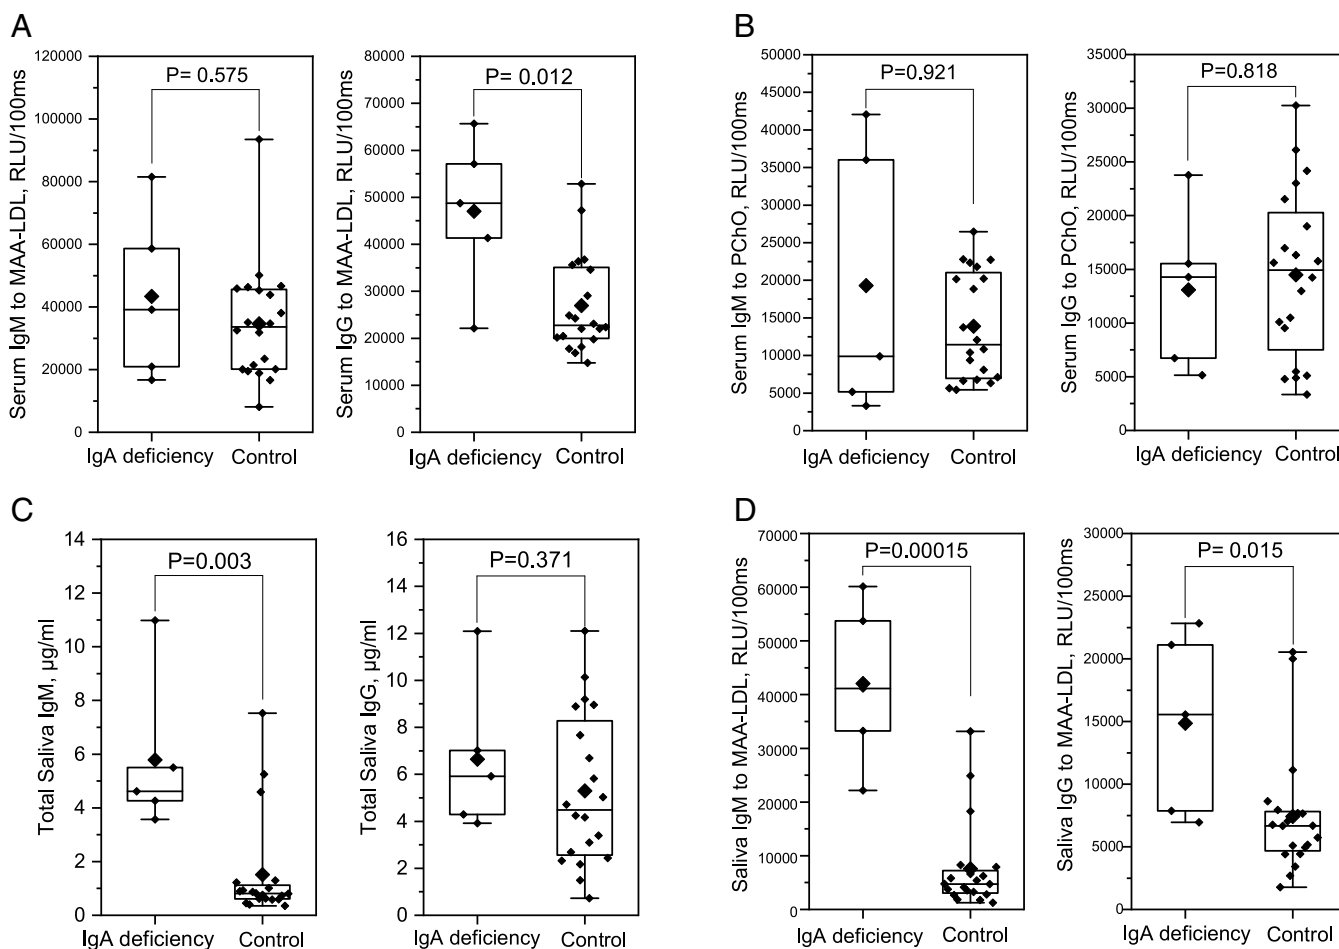 A
Serum IgM to MAA-LDL, RLU/100ms
120000
100000
80000
60000
40000
20000
0
P= 0.575
IgA deficiency
Control
Serum IgG to MAA-LDL, RLU/100ms
80000
70000
60000
50000
40000
30000
20000
10000
0
P= 0.012
IgA deficiency
Control
B
Serum IgM to PChO, RLU/100ms
50000
45000
40000
35000
30000
25000
20000
15000
10000
5000
0
P=0.921
IgA deficiency
Control
Serum IgG to PChO, RLU/100ms
35000
30000
25000
20000
15000
10000
5000
0
P=0.818
IgA deficiency
Control
C
Total Saliva IgM, µg/ml
14
12
10
8
6
4
2
0
P=0.003
IgA deficiency
Control
Total Saliva IgG, µg/ml
16
14
12
10
8
6
4
2
0
P=0.371
IgA deficiency
Control
D
Saliva IgM to MAA-LDL, RLU/100ms
70000
60000
50000
40000
30000
20000
10000
0
P=0.00015
IgA deficiency
Control
Saliva IgG to MAA-LDL, RLU/100ms
30000
25000
20000
15000
10000
5000
0
P= 0.015
IgA deficiency
Control